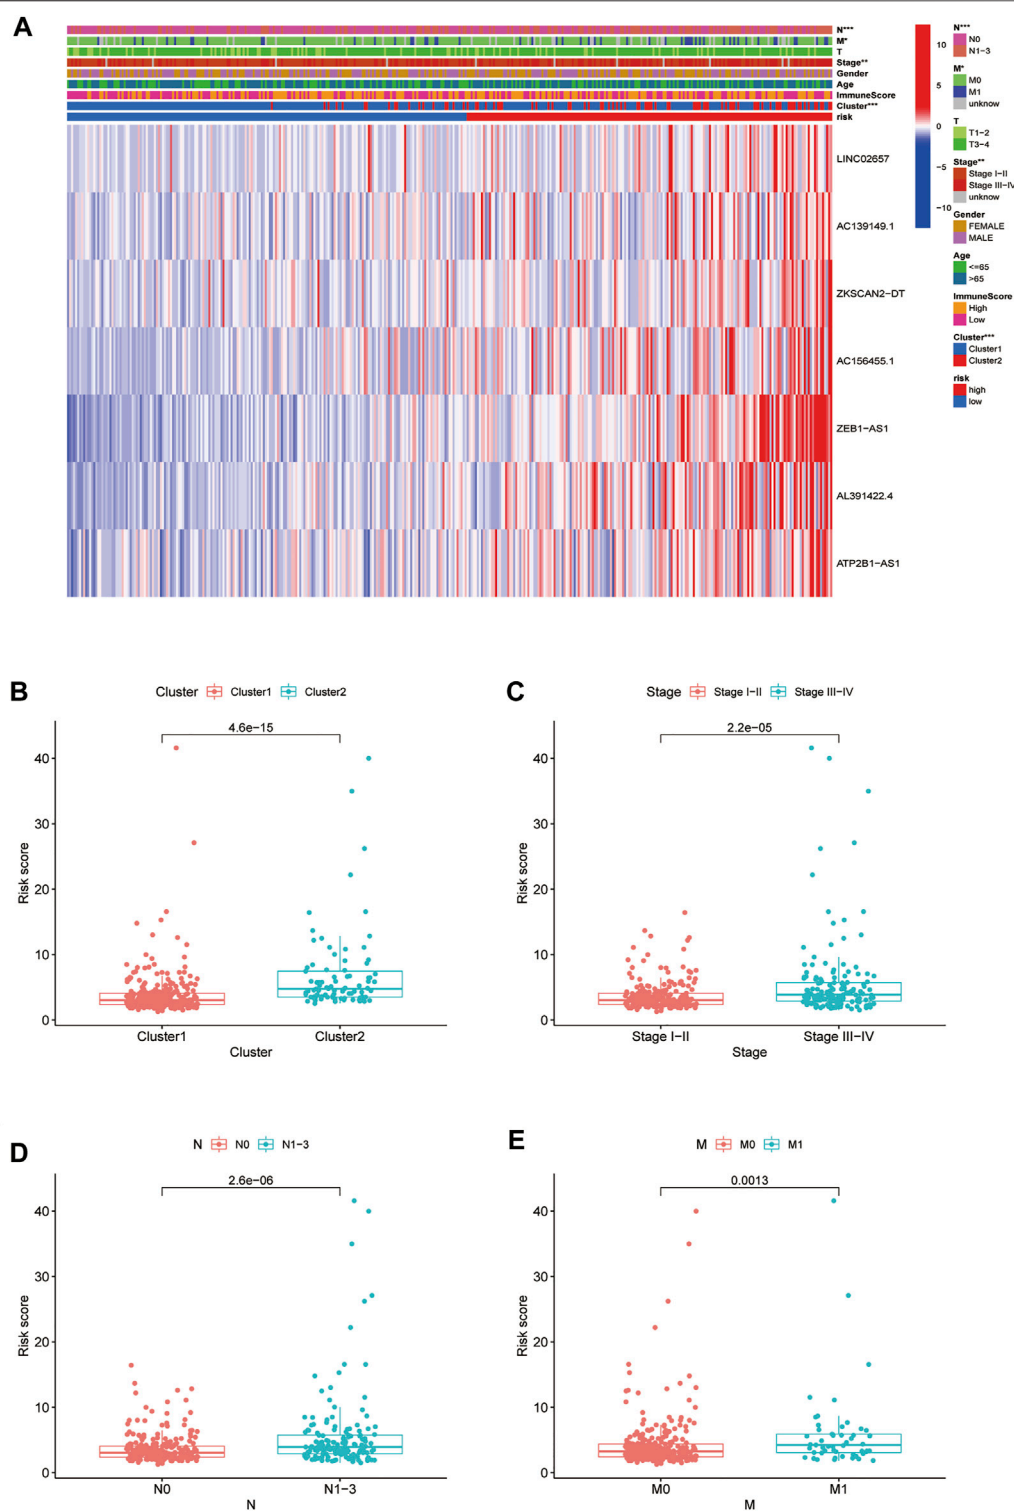 A
N***
M*
T
Stage**
Gender
Age
ImmuneScore
Cluster***
risk
LINC02657
AC139149.1
ZKSCAN2−DT
AC156455.1
ZEB1−AS1
AL391422.4
ATP2B1−AS1
10
5
0
−5
−10
N***
N0
N1−3
M*
M0
M1
unknow
T
T1−2
T3−4
Stage**
Stage I−II
Stage III−IV
unknow
Gender
FEMALE
MALE
Age
<=65
>65
ImmuneScore
High
Low
Cluster***
Cluster1
Cluster2
risk
high
low
B
Cluster Cluster1 Cluster2
4.6e−15
40
30
20
10
0
Risk score
Cluster1 Cluster2
Cluster
C
Stage Stage I−II Stage III−IV
2.2e−05
40
30
20
10
0
Risk score
Stage I−II Stage III−IV
Stage
D
N N0 N1−3
2.6e−06
40
30
20
10
0
Risk score
N0 N1−3
N
E
M M0 M1
0.0013
40
30
20
10
0
Risk score
M0 M1
M